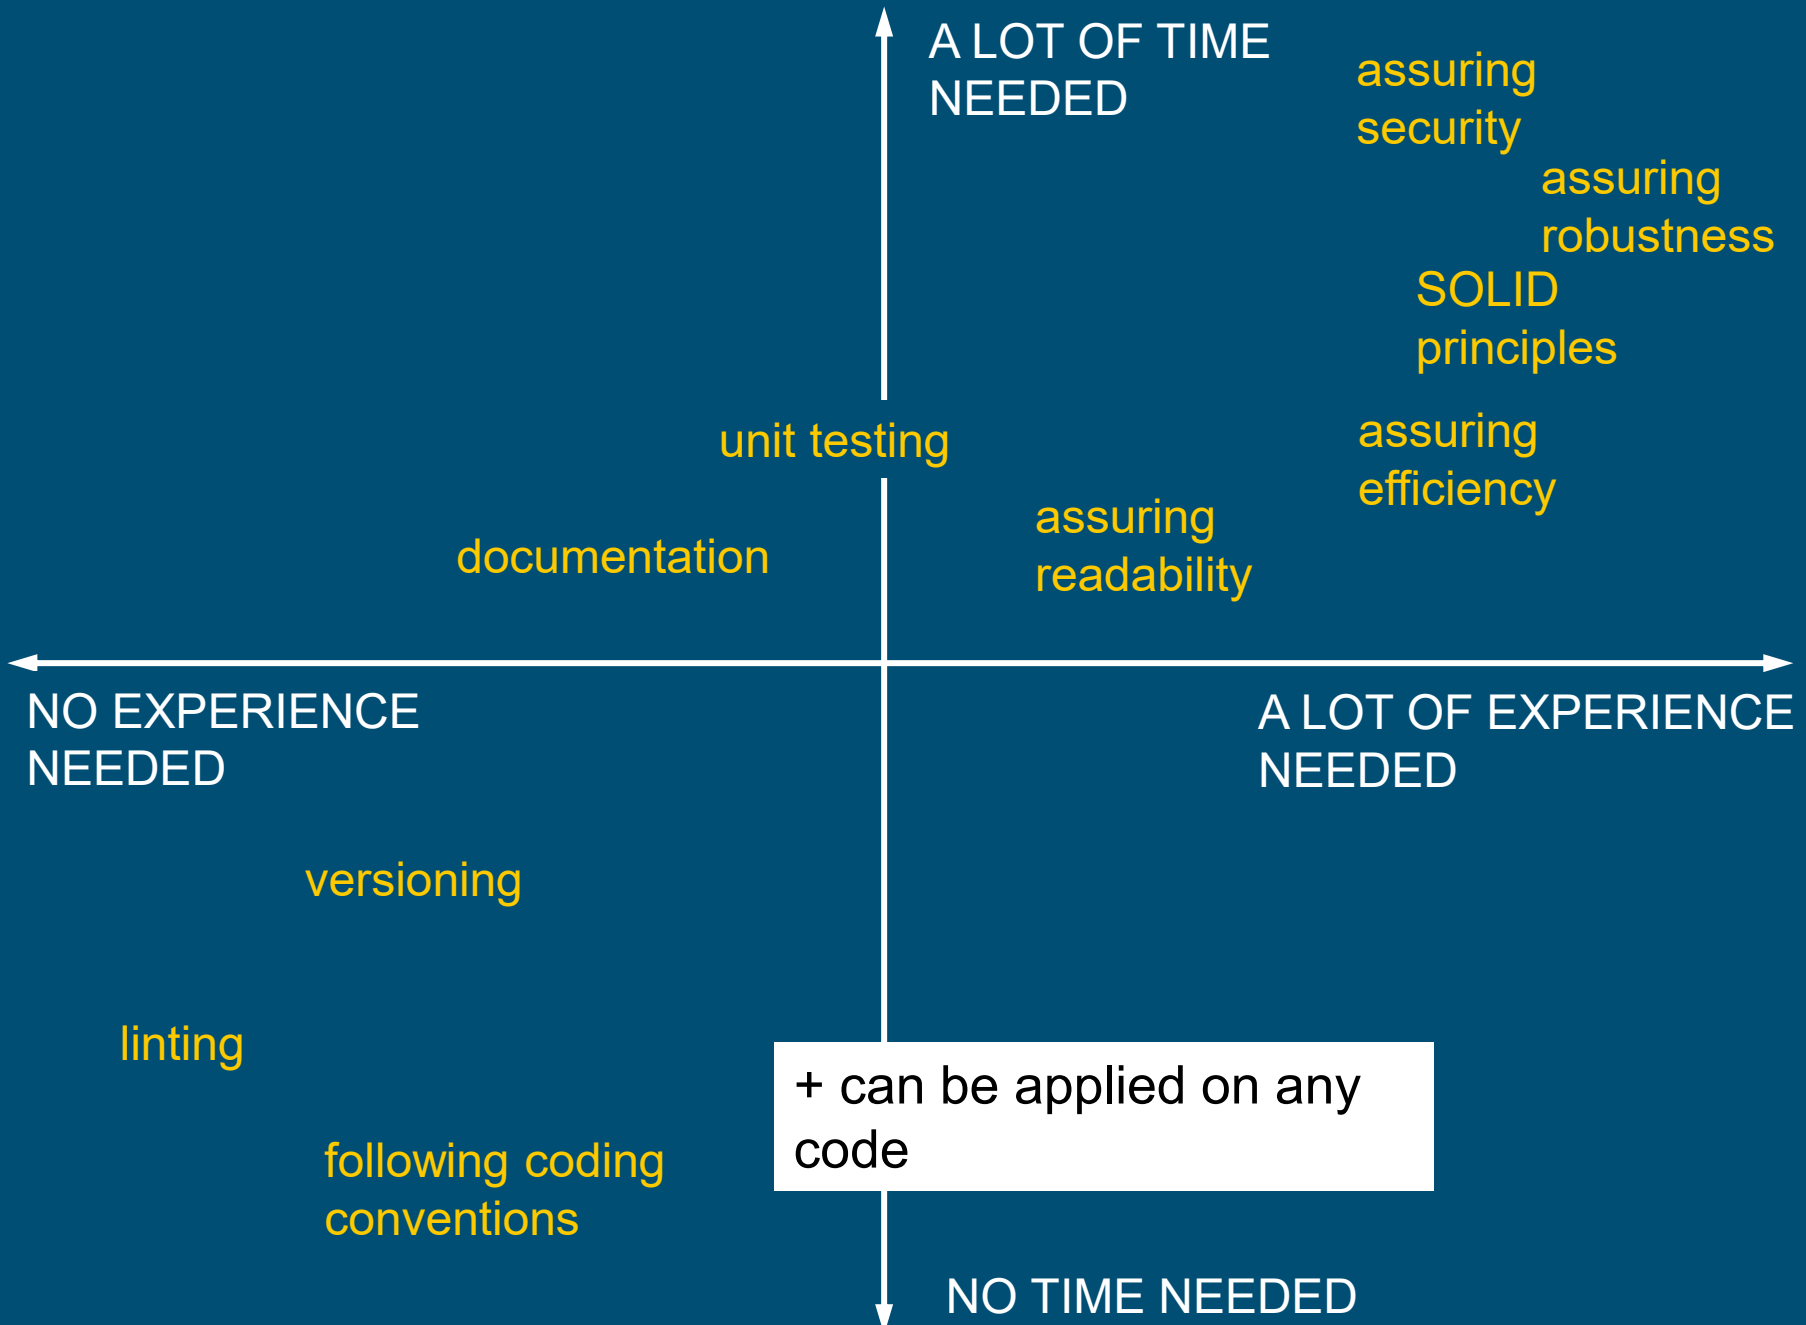 A LOT OF TIME
NEEDED
assuring
security
assuring
robustness
SOLID
principles
unit testing
assuring
efficiency
assuring
readability
documentation
NO EXPERIENCE
NEEDED
A LOT OF EXPERIENCE
NEEDED
versioning
linting
+ can be applied on any
code
following coding
conventions
NO TIME NEEDED